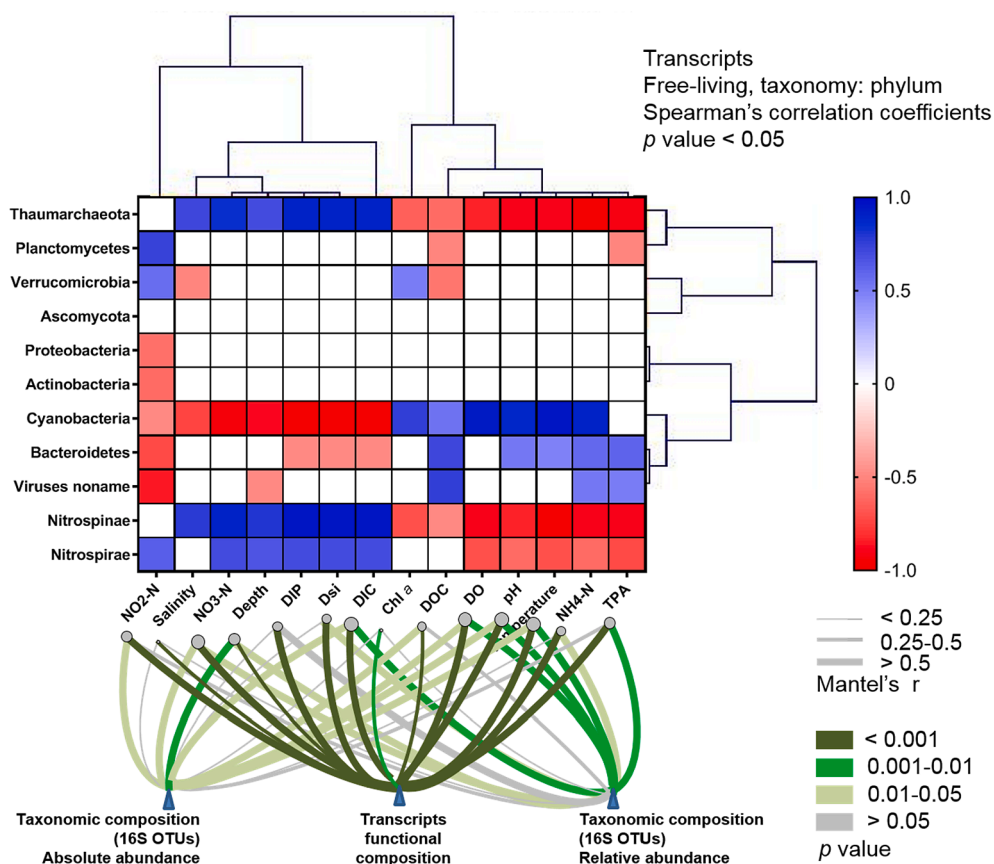 Transcripts
Free-living, taxonomy: phylum
Spearman's correlation coefficients
p value < 0.05
Thaumarchaeota
Planctomycetes
Verrucomicrobia
Ascomycota
Proteobacteria
Actinobacteria
Cyanobacteria
Bacteroidetes
Viruses noname
Nitrospinae
Nitrospirae
1.0
0.5
0
-0.5
-1.0
NO2-N
Salinity
NO3-N
Depth
DIP
Dsi
DIC
Chl a
DOC
DO
pH
NH4-N
TPA
< 0.25
0.25-0.5
> 0.5
Mantel's r
< 0.001
0.001-0.01
0.01-0.05
> 0.05
p value
Taxonomic composition
(16S OTUs)
Absolute abundance
Transcripts
functional
composition
Taxonomic composition
(16S OTUs)
Relative abundance